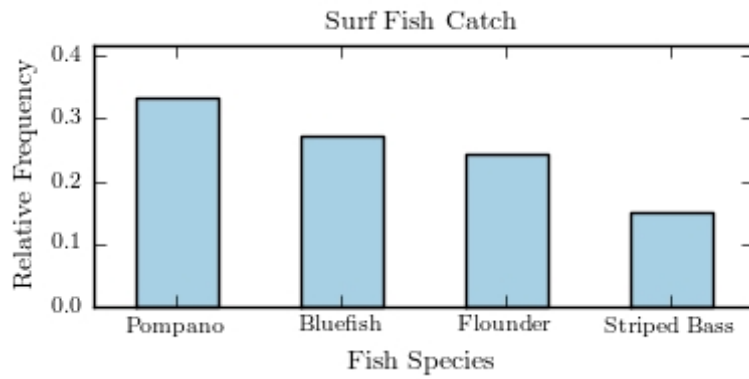 Surf Fish Catch
Relative Frequency
0.4
0.3
0.2
0.1
0.0
Pompano Bluefish Flounder Striped Bass
Fish Species